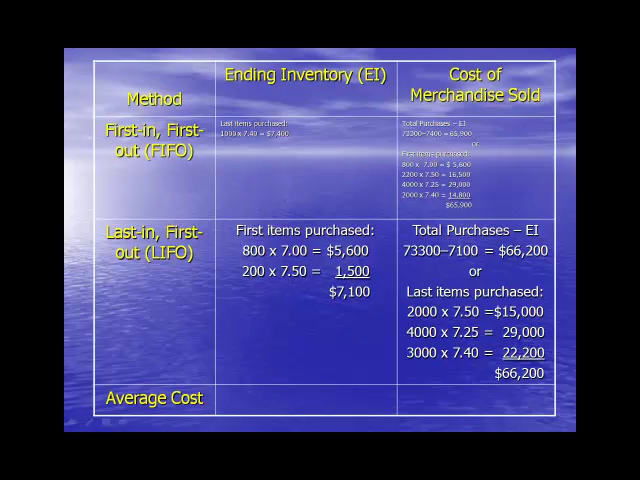 Method
Ending Inventory (EI)
Cost of
Merchandise Sold
First-in, First-
out (FIFO)
Last items purchased:
1000 x 7.40 = $7,400
Total Purchases – EI
73300–7400 = 65,900
or
First items purchased:
800 x 7.00 = $ 5,600
2200 x 7.50 = 16,500
4000 x 7.25 = 29,000
2000 x 7.40 = 14,800
$65,900
Last-in, First-
out (LIFO)
First items purchased:
800 x 7.00 = $5,600
200 x 7.50 = 1,500
$7,100
Total Purchases – EI
73300–7100 = $66,200
or
Last items purchased:
2000 x 7.50 =$15,000
4000 x 7.25 = 29,000
3000 x 7.40 = 22,200
$66,200
Average Cost